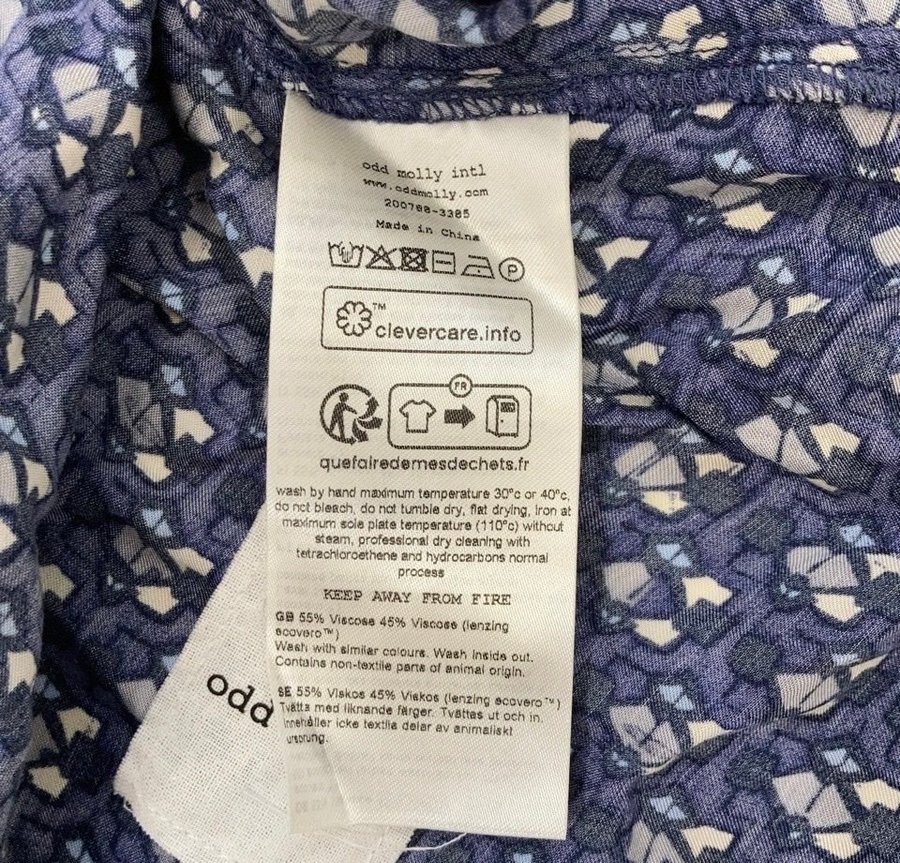 odd molly intl
www.oddmolly.com
200788-3385
Made in China
P
™
clevercare.info
FR
quefairedemesdechets.fr
wash by hand maximum temperature 30°c or 40°c,
do not bleach, do not tumble dry, flat drying, iron at
maximum sole plate temperature (110°c) without
steam, professional dry cleaning with
tetrachloroethene and hydrocarbons normal
process
KEEP AWAY FROM FIRE
GB 55% Viscose 45% Viscose (lenzing
ecovero™)
Wash with similar colours. Wash inside out.
Contains non-textile parts of animal origin.
SE 55% Viskos 45% Viskos (lenzing ecovero™)
Tvätta med liknande färger. Tvättas ut och in.
Innehåller icke textila delar av animaliskt
ursprung.
odd